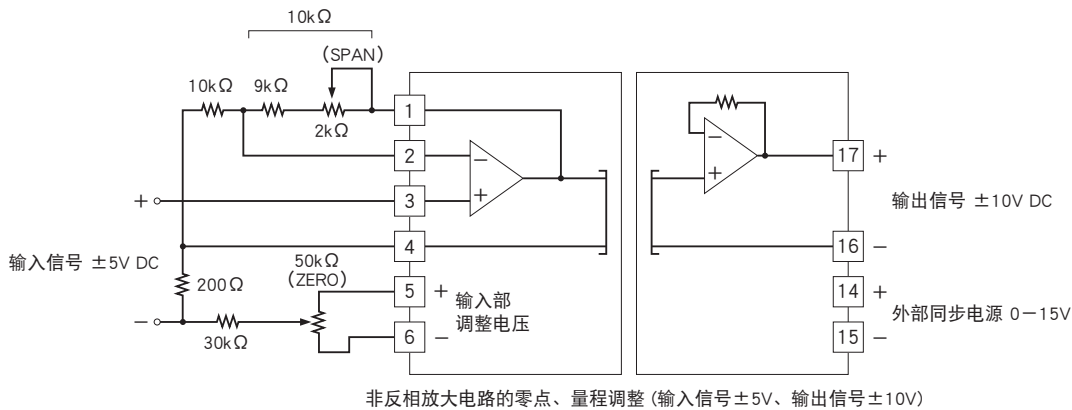 10kΩ
(SPAN)
10kΩ
9kΩ
2kΩ
1
2
3
4
5
6
−
+
+
输入信号 ±5V DC
−
200Ω
30kΩ
50kΩ
(ZERO)
+
−
输入部
调整电压
−
+
17
+
输出信号 ±10V DC
16
−
14
+
外部同步电源 0−15V
15
−
非反相放大电路的零点、量程调整 (输入信号±5V、输出信号±10V)